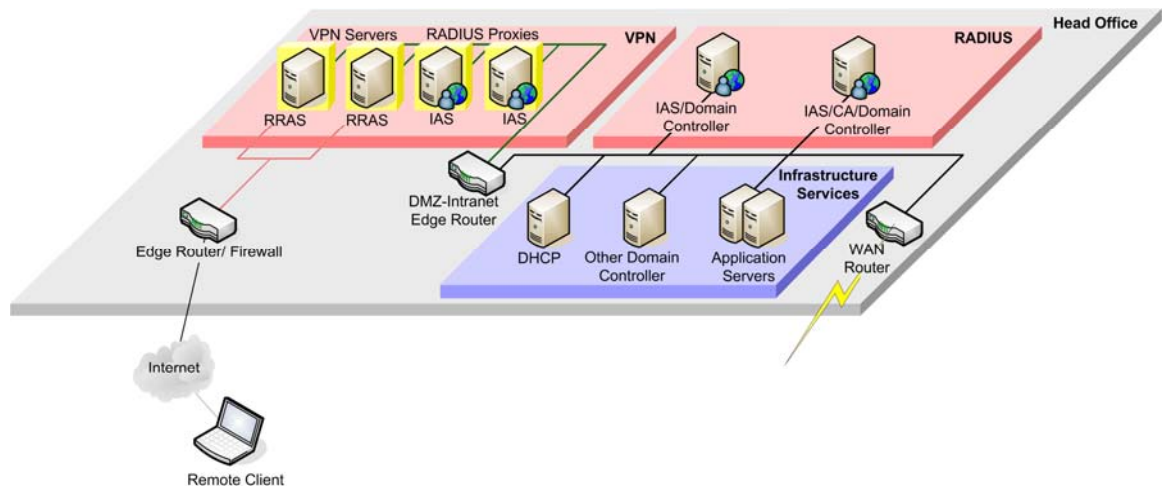 Head Office
VPN Servers
RADIUS Proxies
VPN
RADIUS
RRAS
RRAS
IAS
IAS
IAS/Domain
Controller
IAS/CA/Domain
Controller
DMZ-Intranet
Edge Router
Infrastructure
Services
Edge Router/ Firewall
DHCP
Other Domain
Controller
Application
Servers
WAN
Router
Internet
Remote Client